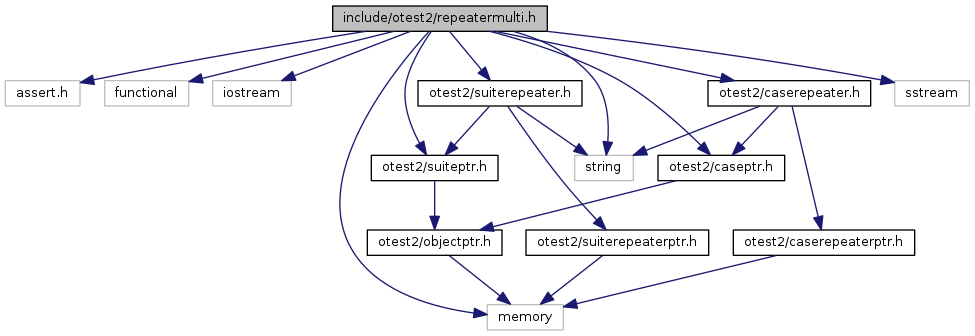 include/otest2/repeatermulti.h
assert.h
functional
iostream
otest2/suiterepeater.h
otest2/caserepeater.h
sstream
otest2/suiteptr.h
string
otest2/caseptr.h
otest2/objectptr.h
otest2/suiterepeaterptr.h
otest2/caserepeaterptr.h
memory